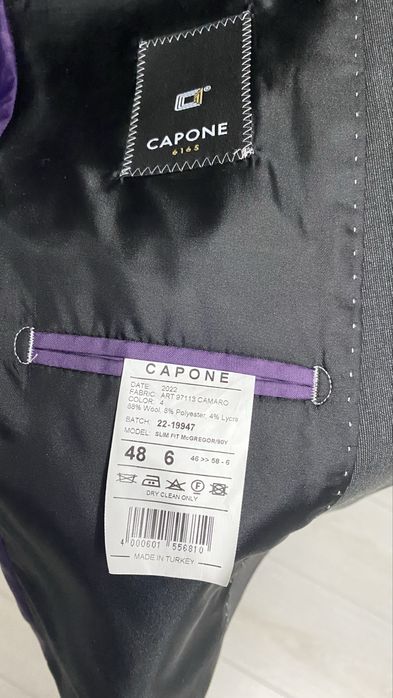 CAPONE
6165
CAPONE
DATE: 2022
FABRIC: ART 97113 CAMARO
COLOR: 4
88% Wool, 8% Polyester, 4% Lycra
BATCH: 22-19947
MODEL: SLIM FIT McGREGOR/90Y
48 6 46 >> 58 - 6
DRY CLEAN ONLY
4 000601 556810
MADE IN TURKEY